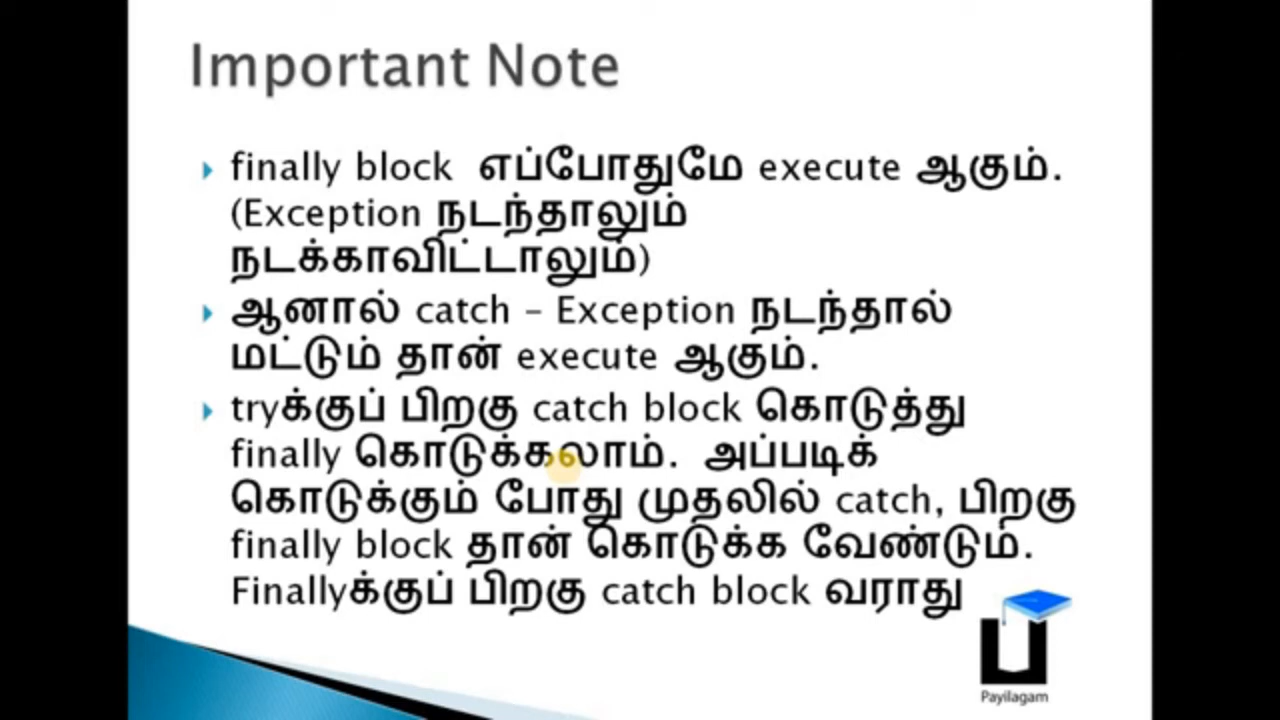 Important Note
finally block எப்போதுமே execute ஆகும்.
(Exception நடந்தாலும்
நடக்காவிட்டாலும்)
ஆனால் catch – Exception நடந்தால்
மட்டும் தான் execute ஆகும்.
tryக்குப் பிறகு catch block கொடுத்து
finally கொடுக்கலாம். அப்படிக்
கொடுக்கும் போது முதலில் catch, பிறகு
finally block தான் கொடுக்க வேண்டும்.
Finallyக்குப் பிறகு catch block வராது
Payilagam